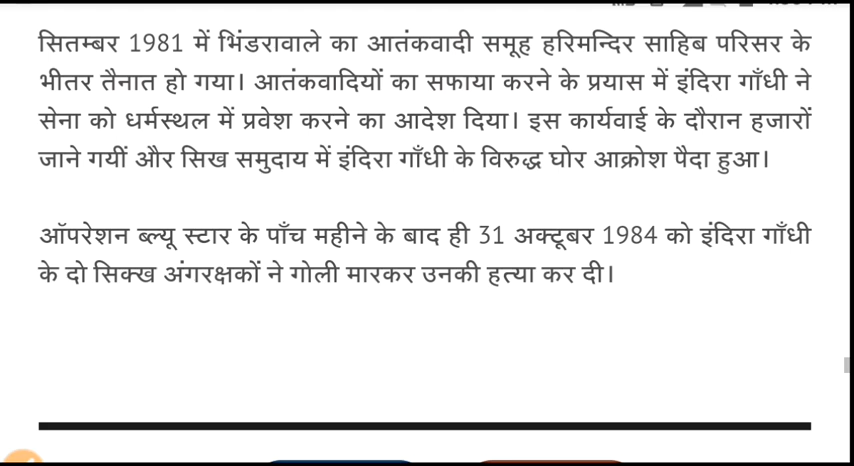 सितम्बर 1981 में भिंडरावाले का आतंकवादी समूह हरिमन्दिर साहिब परिसर के
भीतर तैनात हो गया। आतंकवादियों का सफाया करने के प्रयास में इंदिरा गाँधी ने
सेना को धर्मस्थल में प्रवेश करने का आदेश दिया। इस कार्यवाई के दौरान हजारों
जाने गयीं और सिख समुदाय में इंदिरा गाँधी के विरुद्ध घोर आक्रोश पैदा हुआ।
ऑपरेशन ब्ल्यू स्टार के पाँच महीने के बाद ही 31 अक्टूबर 1984 को इंदिरा गाँधी
के दो सिक्ख अंगरक्षकों ने गोली मारकर उनकी हत्या कर दी।